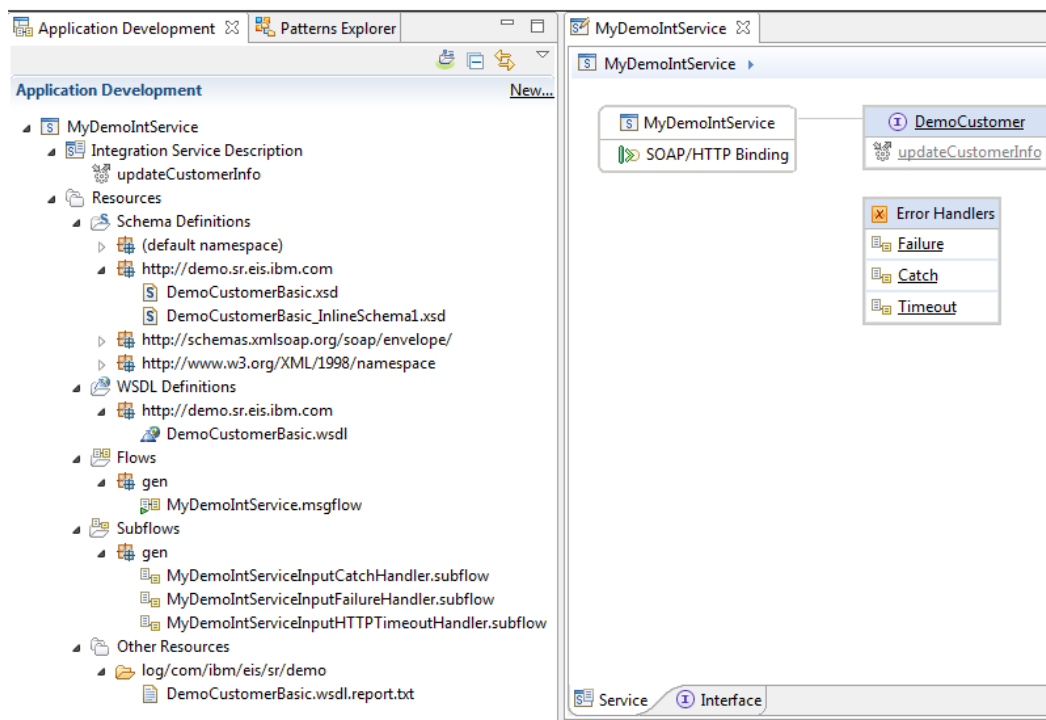 Application Development
Patterns Explorer
Application Development
New...
MyDemoIntService
Integration Service Description
updateCustomerInfo
Resources
Schema Definitions
(default namespace)
http://demo.sr.eis.ibm.com
DemoCustomerBasic.xsd
DemoCustomerBasic_InlineSchema1.xsd
http://schemas.xmlsoap.org/soap/envelope/
http://www.w3.org/XML/1998/namespace
WSDL Definitions
http://demo.sr.eis.ibm.com
DemoCustomerBasic.wsdl
Flows
gen
MyDemoIntService.msgflow
Subflows
gen
MyDemoIntServiceInputCatchHandler.subflow
MyDemoIntServiceInputFailureHandler.subflow
MyDemoIntServiceInputHTTPTimeoutHandler.subflow
Other Resources
log/com/ibm/eis/sr/demo
DemoCustomerBasic.wsdl.report.txt
MyDemoIntService
MyDemoIntService
MyDemoIntService
SOAP/HTTP Binding
DemoCustomer
updateCustomerInfo
Error Handlers
Failure
Catch
Timeout
Service
Interface